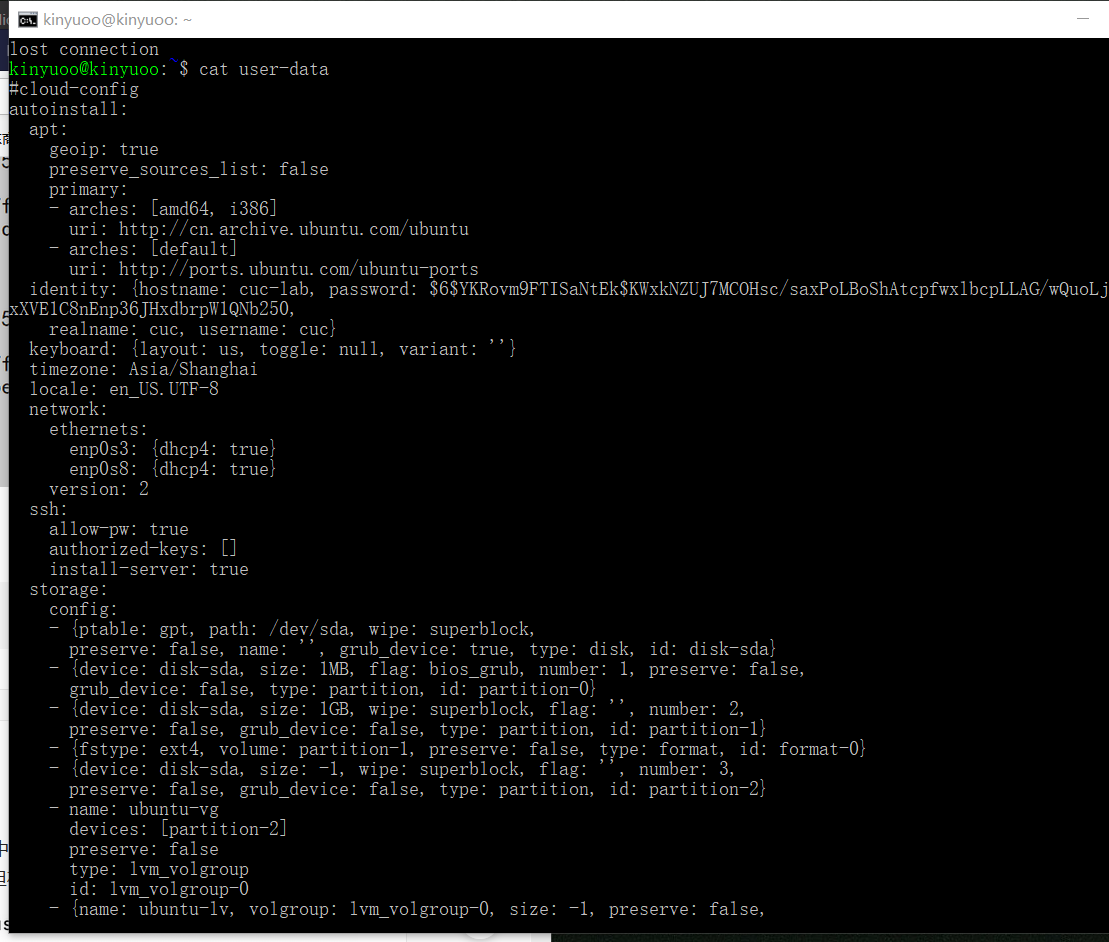 kinyuoo@kinyuoo: ~
lost connection
kinyuoo@kinyuoo:~$ cat user-data
#cloud-config
autoinstall:
  apt:
    geoip: true
    preserve_sources_list: false
    primary:
    - arches: [amd64, i386]
      uri: http://cn.archive.ubuntu.com/ubuntu
    - arches: [default]
      uri: http://ports.ubuntu.com/ubuntu-ports
  identity: {hostname: cuc-lab, password: $6$YKRovm9FTISaNtEk$KWxkNZUJ7MCOHsc/saxPoLBoShAtcpfwxlbcpLLAG/wQuoLj
xXVElC8nEnp36JHxdbrpWlQNb250,
    realname: cuc, username: cuc}
  keyboard: {layout: us, toggle: null, variant: ''}
  timezone: Asia/Shanghai
  locale: en_US.UTF-8
  network:
    ethernets:
      enp0s3: {dhcp4: true}
      enp0s8: {dhcp4: true}
    version: 2
  ssh:
    allow-pw: true
    authorized-keys: []
    install-server: true
  storage:
    config:
    - {ptable: gpt, path: /dev/sda, wipe: superblock,
      preserve: false, name: '', grub_device: true, type: disk, id: disk-sda}
    - {device: disk-sda, size: 1MB, flag: bios_grub, number: 1, preserve: false,
      grub_device: false, type: partition, id: partition-0}
    - {device: disk-sda, size: 1GB, wipe: superblock, flag: '', number: 2,
      preserve: false, grub_device: false, type: partition, id: partition-1}
    - {fstype: ext4, volume: partition-1, preserve: false, type: format, id: format-0}
    - {device: disk-sda, size: -1, wipe: superblock, flag: '', number: 3,
      preserve: false, grub_device: false, type: partition, id: partition-2}
    - name: ubuntu-vg
      devices: [partition-2]
      preserve: false
      type: lvm_volgroup
      id: lvm_volgroup-0
    - {name: ubuntu-lv, volgroup: lvm_volgroup-0, size: -1, preserve: false,